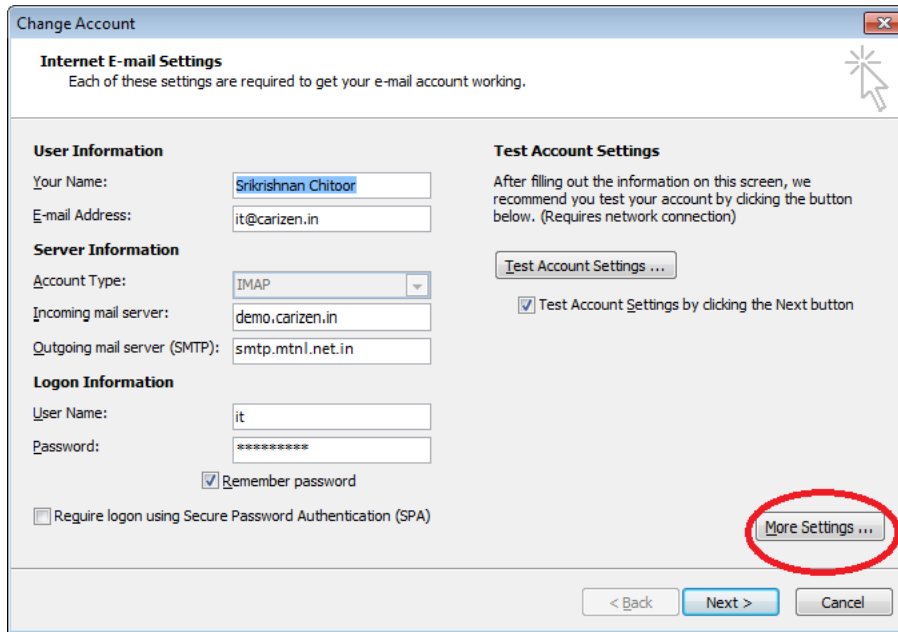 Change Account
Internet E-mail Settings
Each of these settings are required to get your e-mail account working.
User Information
Your Name: Srikrishnan Chitoor
E-mail Address: it@carizen.in
Server Information
Account Type: IMAP
Incoming mail server: demo.carizen.in
Outgoing mail server (SMTP): smtp.mtnl.net.in
Logon Information
User Name: it
Password: *********
Remember password
Require logon using Secure Password Authentication (SPA)
Test Account Settings
After filling out the information on this screen, we
recommend you test your account by clicking the button
below. (Requires network connection)
Test Account Settings ...
Test Account Settings by clicking the Next button
More Settings ...
< Back Next > Cancel